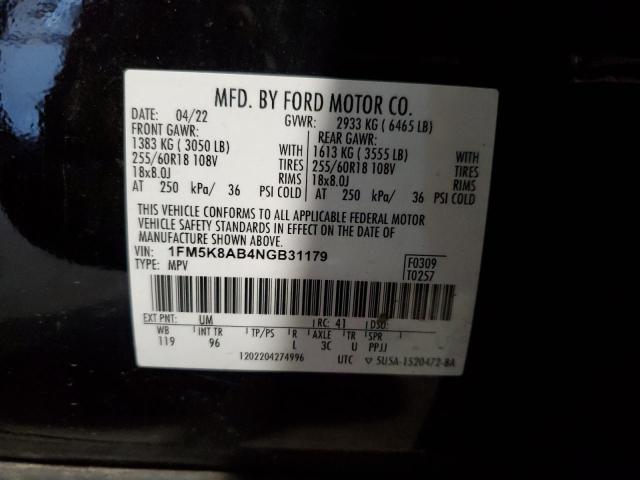 MFD. BY FORD MOTOR CO.
DATE: 04/22 GVWR: 2933 KG ( 6465 LB)
FRONT GAWR: REAR GAWR:
1383 KG ( 3050 LB) WITH 1613 KG ( 3555 LB) WITH
255/60R18 108V TIRES 255/60R18 108V TIRES
18x8.0J RIMS 18x8.0J RIMS
AT 250 kPa/ 36 PSI COLD AT 250 kPa/ 36 PSI COLD
THIS VEHICLE CONFORMS TO ALL APPLICABLE FEDERAL MOTOR
VEHICLE SAFETY STANDARDS IN EFFECT ON THE DATE OF
MANUFACTURE SHOWN ABOVE.
VIN: 1FM5K8AB4NGB31179 F0309
TYPE: MPV T0257
EXT PNT: UM RC: 41 DSO:
WB INT TR TP/PS R AXLE TR SPR
119 96 L 3C U PPJJ
1202204274996 UTC ▽ 5U5A-1520472-BA